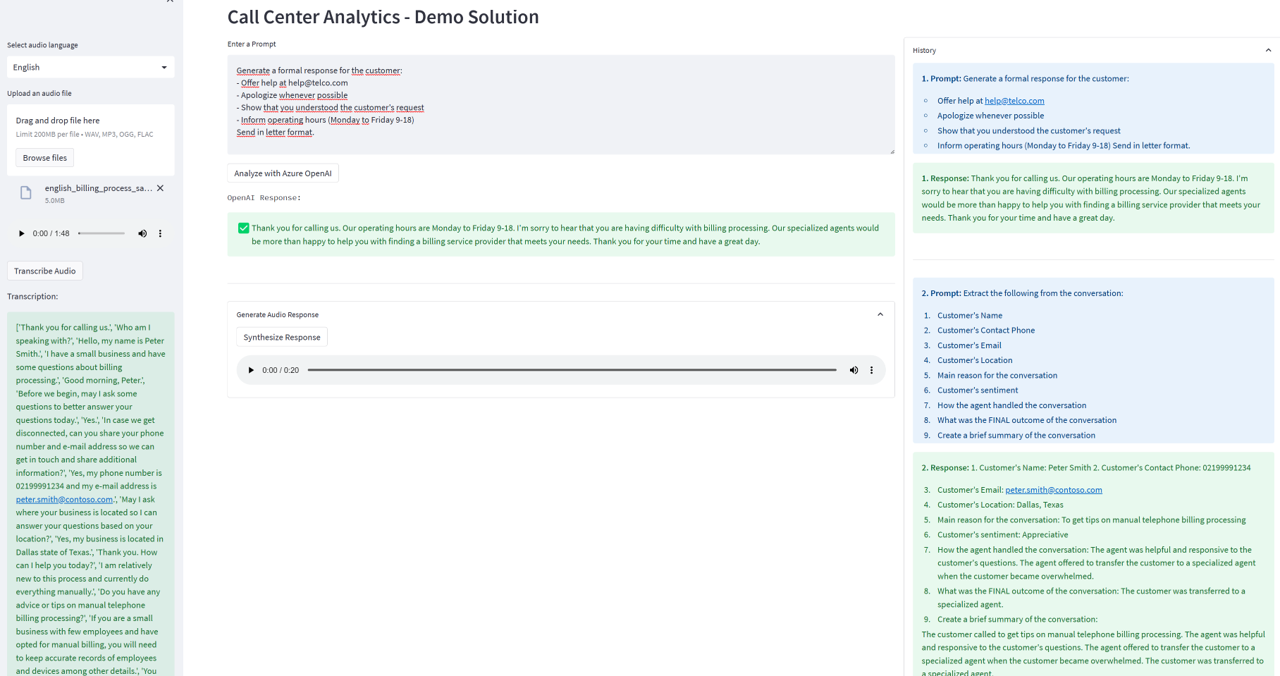 Call Center Analytics - Demo Solution
Select audio language
English
Upload an audio file
Drag and drop file here
Limit 200MB per file • WAV, MP3, OGG, FLAC
Browse files
english_billing_process_sa...
5.0MB
0:00 / 1:48
Transcribe Audio
Transcription:
['Thank you for calling us.', 'Who am I
speaking with?', 'Hello, my name is Peter
Smith.', 'I have a small business and have
some questions about billing
processing.', 'Good morning, Peter.',
'Before we begin, may I ask some
questions to better answer your
questions today.', 'Yes.', 'In case we get
disconnected, can you share your phone
number and e-mail address so we can
get in touch and share additional
information?', 'Yes, my phone number is
02199991234 and my e-mail address is
peter.smith@contoso.com.', 'May I ask
where your business is located so I can
answer your questions based on your
location?', 'Yes, my business is located in
Dallas state of Texas.', 'Thank you. How
can I help you today?', 'I am relatively
new to this process and currently do
everything manually.', 'Do you have any
advice or tips on manual telephone
billing processing?', 'If you are a small
business with few employees and have
opted for manual billing, you will need
to keep accurate records of employees
and devices among other details.', 'You
Enter a Prompt
Generate a formal response for the customer:
- Offer help at help@telco.com
- Apologize whenever possible
- Show that you understood the customer's request
- Inform operating hours (Monday to Friday 9-18)
Send in letter format.
Analyze with Azure OpenAI
OpenAI Response:
Thank you for calling us. Our operating hours are Monday to Friday 9-18. I'm sorry to hear that you are having difficulty with billing processing. Our specialized agents would
be more than happy to help you with finding a billing service provider that meets your needs. Thank you for your time and have a great day.
Generate Audio Response
Synthesize Response
0:00 / 0:20
History
1. Prompt: Generate a formal response for the customer:
Offer help at help@telco.com
Apologize whenever possible
Show that you understood the customer's request
Inform operating hours (Monday to Friday 9-18) Send in letter format.
1. Response: Thank you for calling us. Our operating hours are Monday to Friday 9-18. I'm
sorry to hear that you are having difficulty with billing processing. Our specialized agents
would be more than happy to help you with finding a billing service provider that meets your
needs. Thank you for your time and have a great day.
2. Prompt: Extract the following from the conversation:
1. Customer's Name
2. Customer's Contact Phone
3. Customer's Email
4. Customer's Location
5. Main reason for the conversation
6. Customer's sentiment
7. How the agent handled the conversation
8. What was the FINAL outcome of the conversation
9. Create a brief summary of the conversation
2. Response: 1. Customer's Name: Peter Smith 2. Customer's Contact Phone: 02199991234
3. Customer's Email: peter.smith@contoso.com
4. Customer's Location: Dallas, Texas
5. Main reason for the conversation: To get tips on manual telephone billing processing
6. Customer's sentiment: Appreciative
7. How the agent handled the conversation: The agent was helpful and responsive to the
customer's questions. The agent offered to transfer the customer to a specialized agent
when the customer became overwhelmed.
8. What was the FINAL outcome of the conversation: The customer was transferred to a
specialized agent.
9. Create a brief summary of the conversation:
The customer called to get tips on manual telephone billing processing. The agent was helpful
and responsive to the customer's questions. The agent offered to transfer the customer to a
specialized agent when the customer became overwhelmed. The customer was transferred to
a specialized agent.